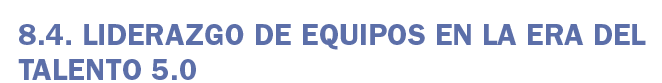 8.4. LIDERAZGO DE EQUIPOS EN LA ERA DEL
TALENTO 5.0